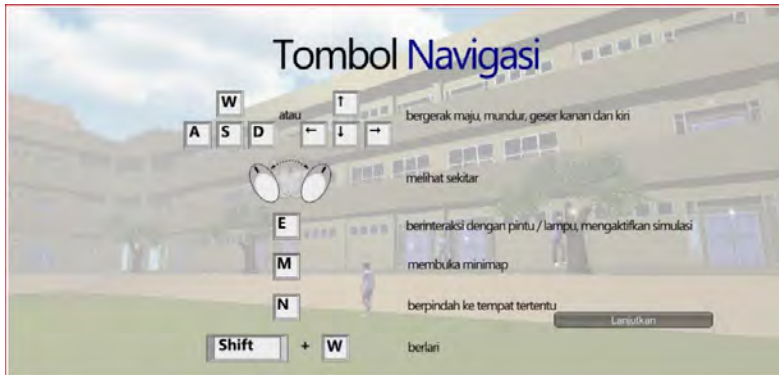 Tombol Navigasi
W
atau
↑
A S D
← ↓ →
bergerak maju, mundur, geser kanan dan kiri
melihat sekitar
E
berinteraksi dengan pintu / lampu, mengaktifkan simulasi
M
membuka minimap
N
berpindah ke tempat tertentu
Lanjutkan
Shift + W
berlari